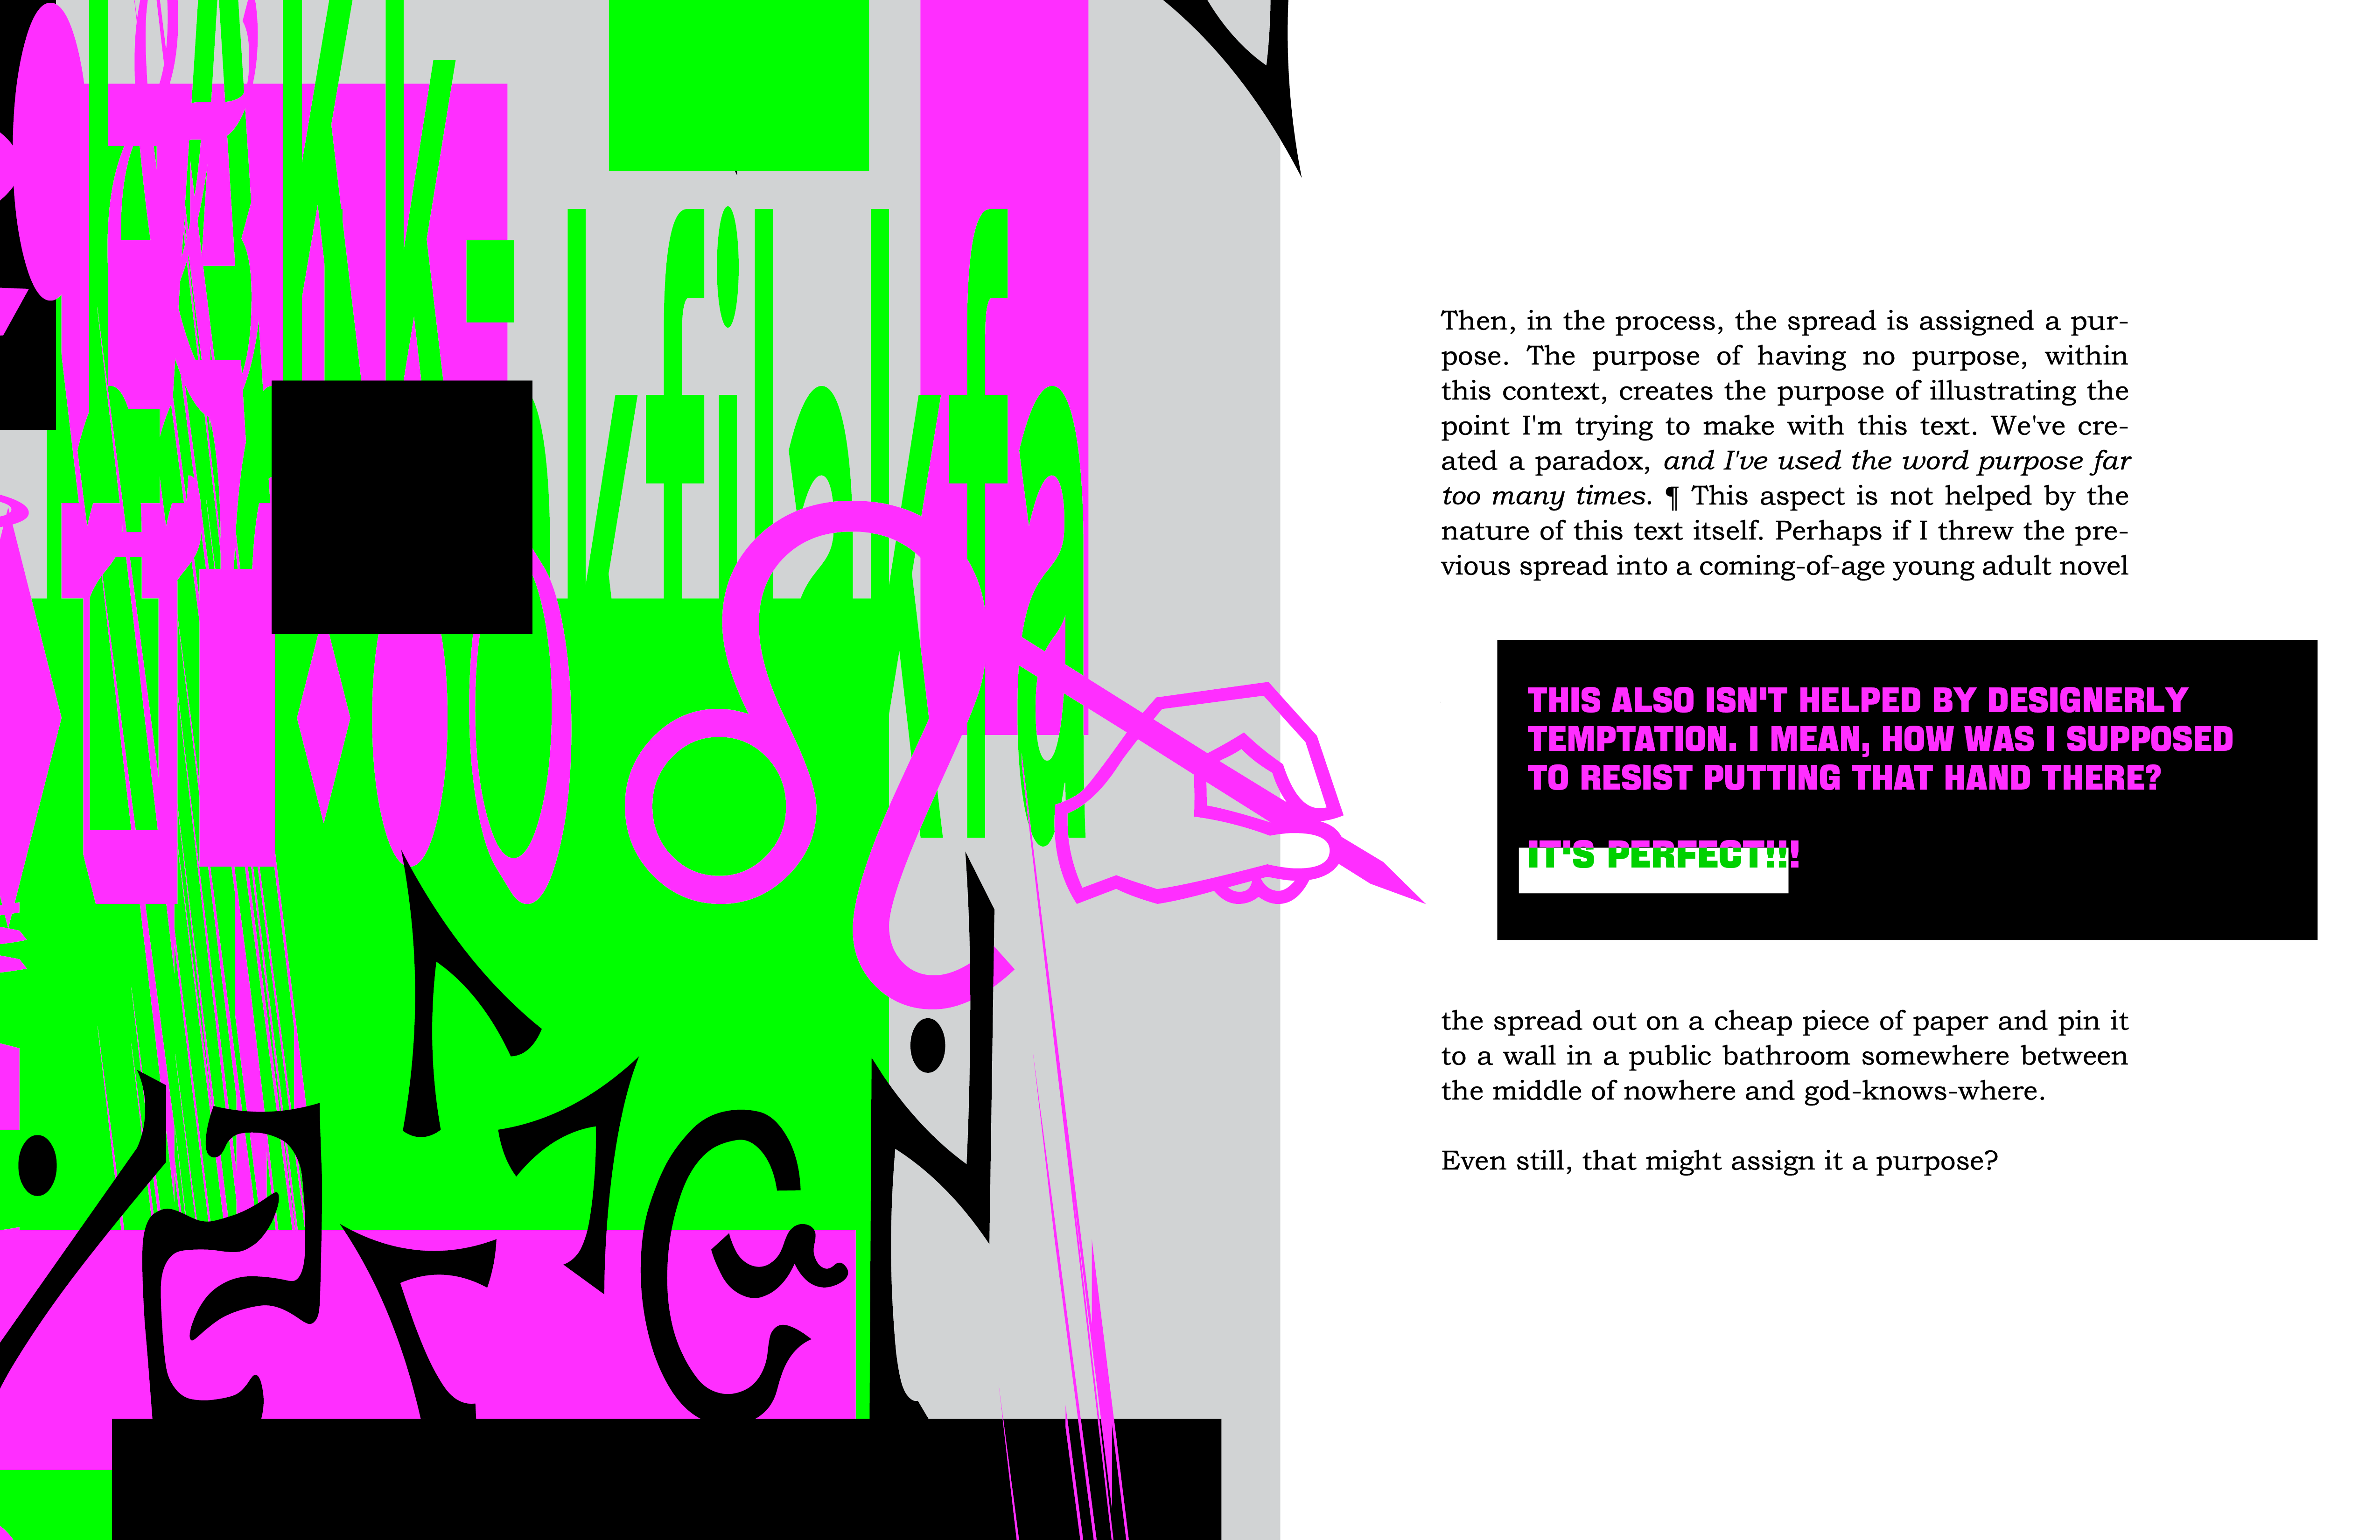 Then, in the process, the spread is assigned a pur-
pose. The purpose of having no purpose, within
this context, creates the purpose of illustrating the
point I'm trying to make with this text. We've cre-
ated a paradox, and I've used the word purpose far
too many times. ¶ This aspect is not helped by the
nature of this text itself. Perhaps if I threw the pre-
vious spread into a coming-of-age young adult novel
THIS ALSO ISN'T HELPED BY DESIGNERLY
TEMPTATION. I MEAN, HOW WAS I SUPPOSED
TO RESIST PUTTING THAT HAND THERE?
IT'S PERFECT!!!
the spread out on a cheap piece of paper and pin it
to a wall in a public bathroom somewhere between
the middle of nowhere and god-knows-where.
Even still, that might assign it a purpose?